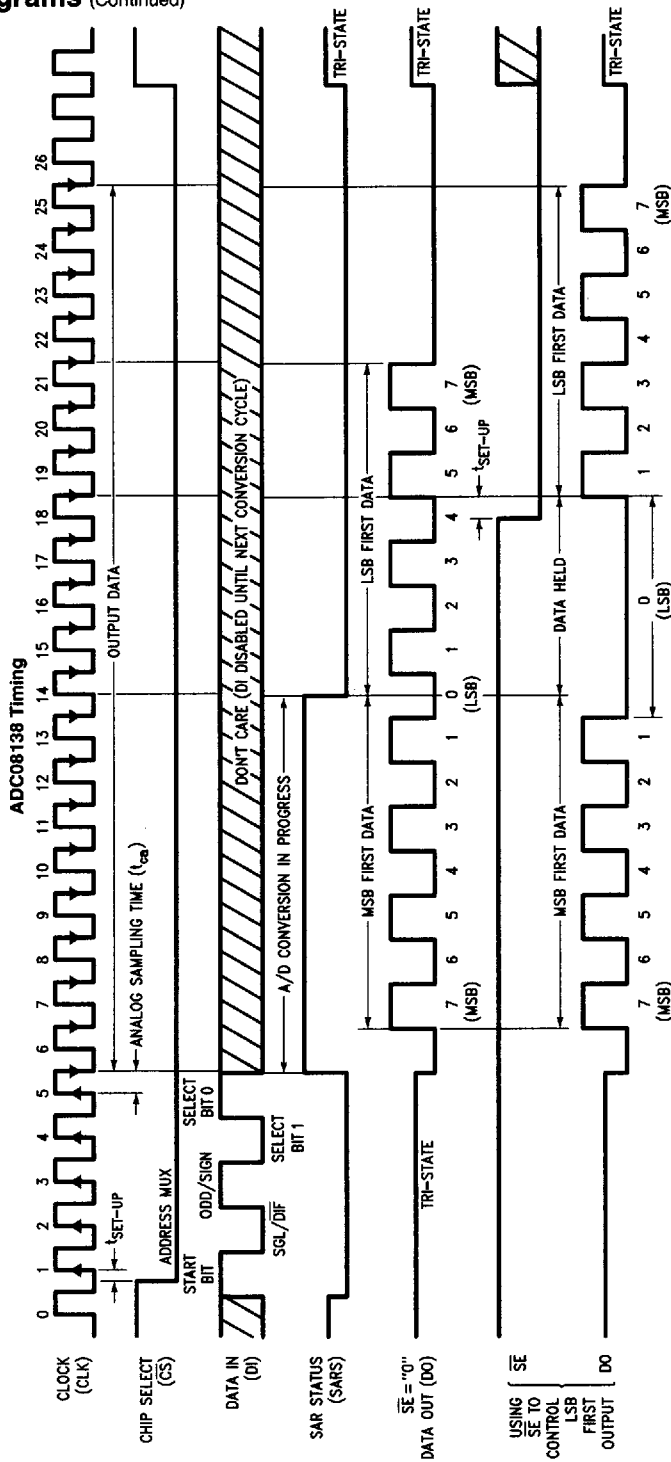 grams (Continued)
ADC08138 Timing
0 1 2 3 4 5 6 7 8 9 10 11 12 13 14 15 16 17 18 19 20 21 22 23 24 25 26
CLOCK
(CLK)
tSET-UP
OUTPUT DATA
ANALOG SAMPLING TIME (tca)
CHIP SELECT
(CS)
ADDRESS MUX
START
BIT
ODD/SIGN
SELECT
BIT 0
DATA IN
(DI)
SGL/DIF
SELECT
BIT 1
DON'T CARE (DI DISABLED UNTIL NEXT CONVERSION CYCLE)
A/D CONVERSION IN PROGRESS
SAR STATUS
(SARS)
TRI-STATE
MSB FIRST DATA
LSB FIRST DATA
SE = "0"
DATA OUT (DO)
TRI-STATE
TRI-STATE
7 6 5 4 3 2 1 0 1 2 3 4 5 6 7
(MSB) (LSB) (MSB)
tSET-UP
USING
SE TO
CONTROL
LSB
FIRST
OUTPUT
SE
MSB FIRST DATA
DATA HELD
LSB FIRST DATA
DO
TRI-STATE
7 6 5 4 3 2 1 0 1 2 3 4 5 6 7
(MSB) (LSB) (MSB)